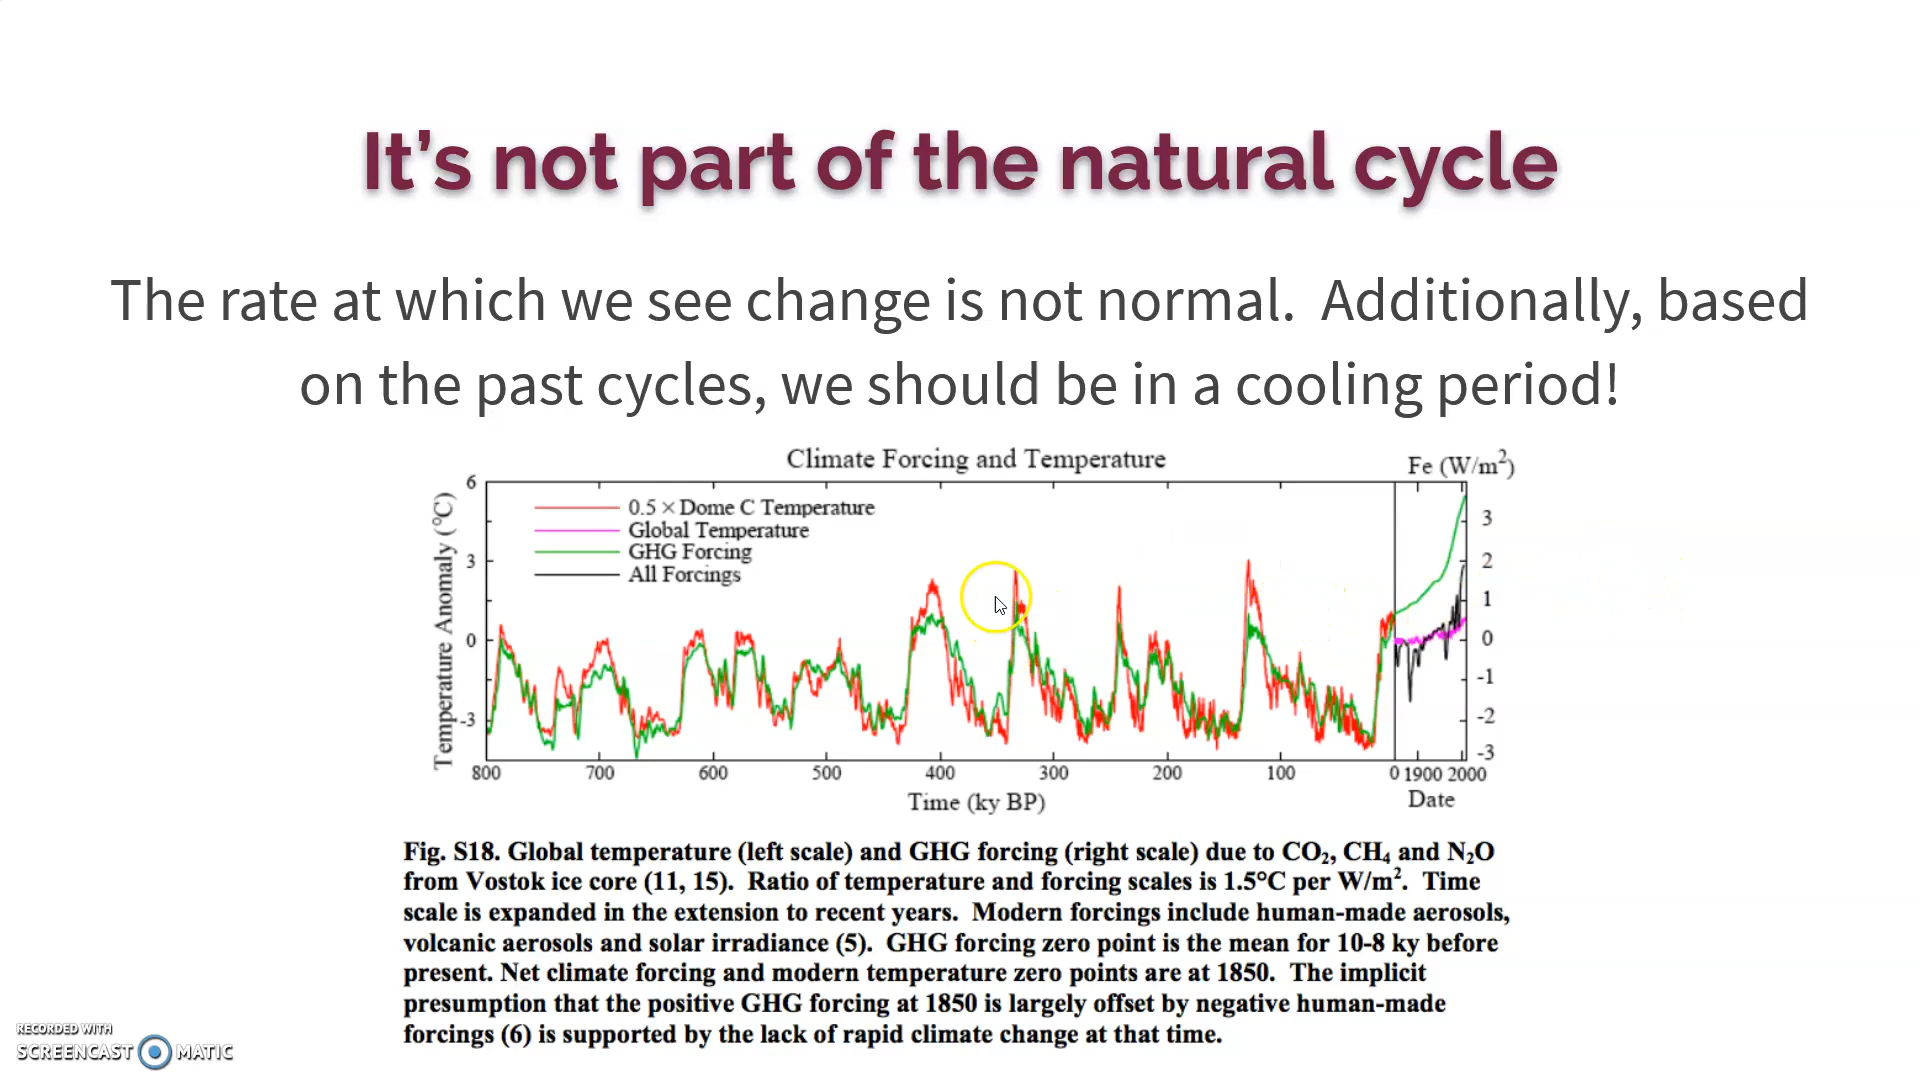 It’s not part of the natural cycle
The rate at which we see change is not normal.  Additionally, based
on the past cycles, we should be in a cooling period!
Climate Forcing and Temperature
Fe (W/m²)
Temperature Anomaly (°C)
6
3
0
-3
0.5 × Dome C Temperature
Global Temperature
GHG Forcing
All Forcings
3
2
1
0
-1
-2
-3
800 700 600 500 400 300 200 100 0 1900 2000
Time (ky BP)
Date
Fig. S18. Global temperature (left scale) and GHG forcing (right scale) due to CO₂, CH₄ and N₂O
from Vostok ice core (11, 15).  Ratio of temperature and forcing scales is 1.5°C per W/m².  Time
scale is expanded in the extension to recent years.  Modern forcings include human-made aerosols,
volcanic aerosols and solar irradiance (5).  GHG forcing zero point is the mean for 10-8 ky before
present. Net climate forcing and modern temperature zero points are at 1850.  The implicit
presumption that the positive GHG forcing at 1850 is largely offset by negative human-made
forcings (6) is supported by the lack of rapid climate change at that time.
RECORDED WITH
SCREENCAST MATIC